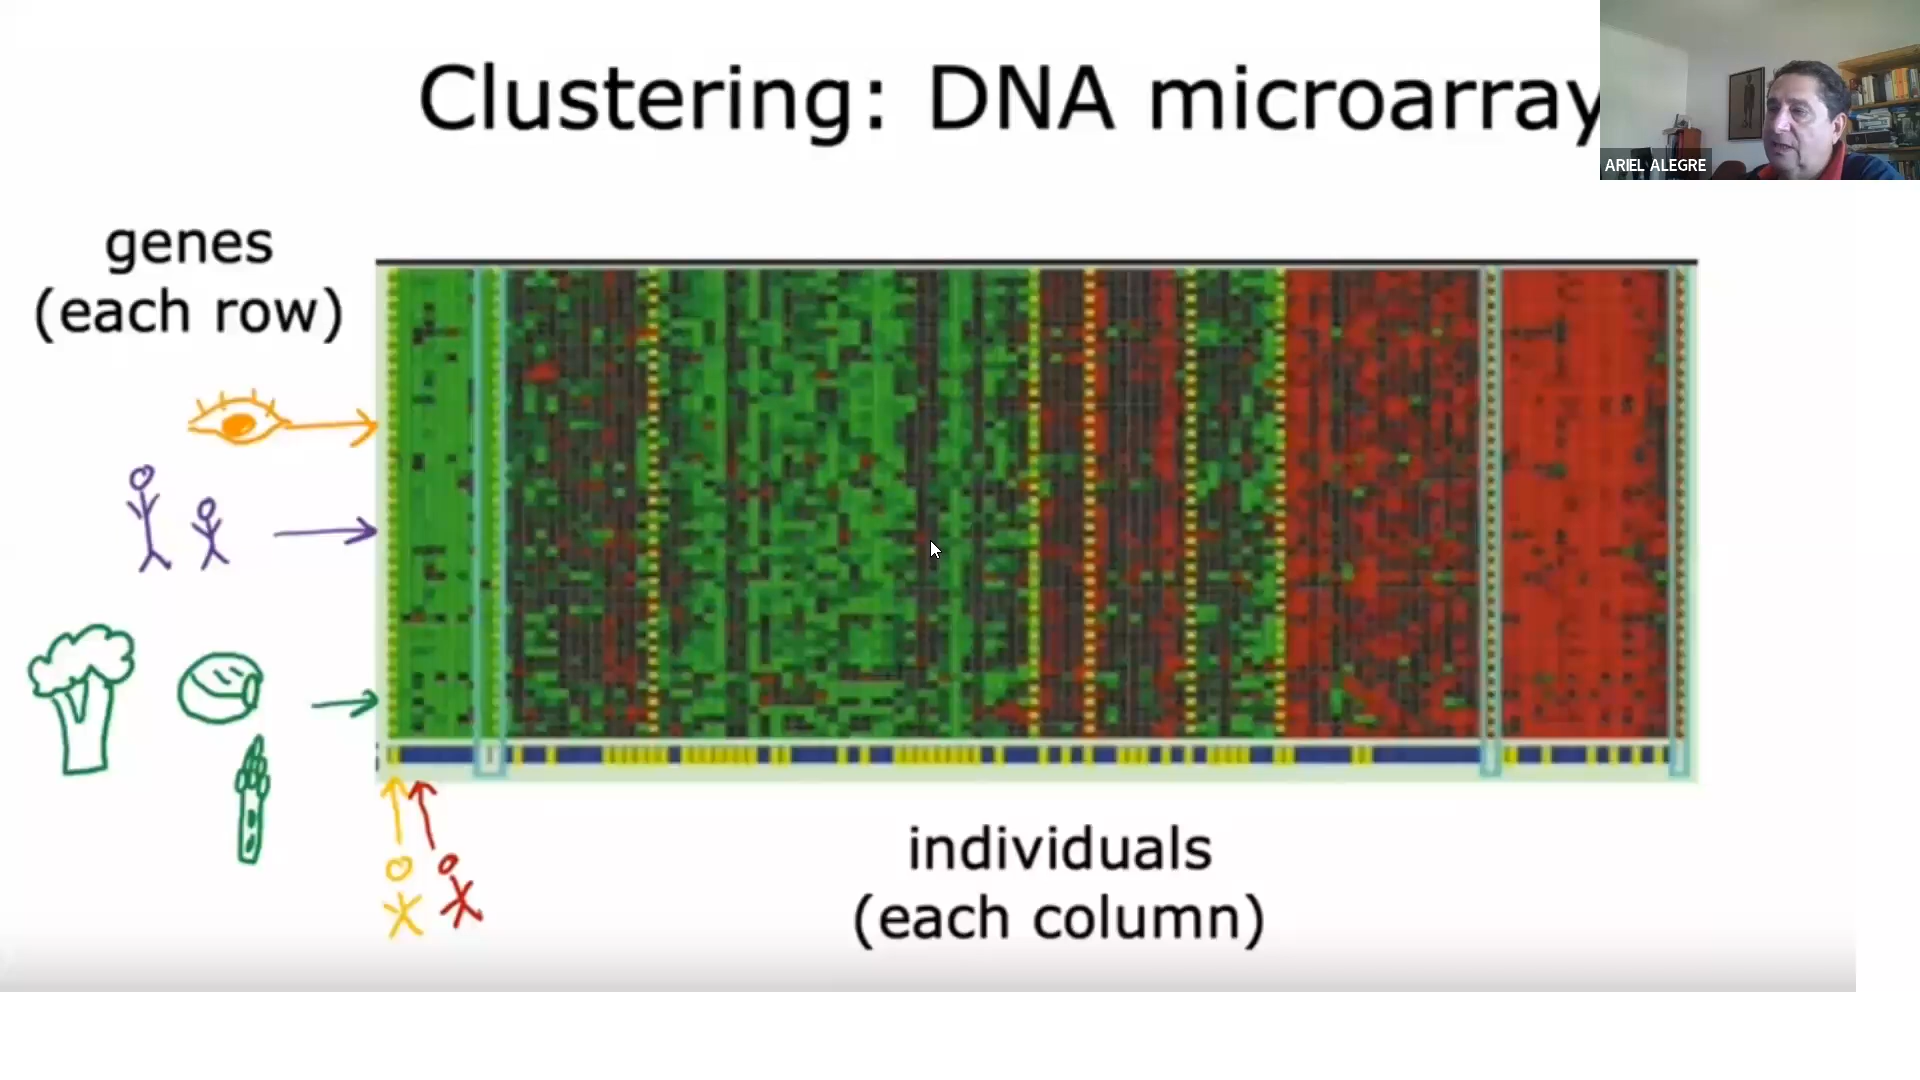 Clustering: DNA microarray
ARIEL ALEGRE
genes
(each row)
individuals
(each column)